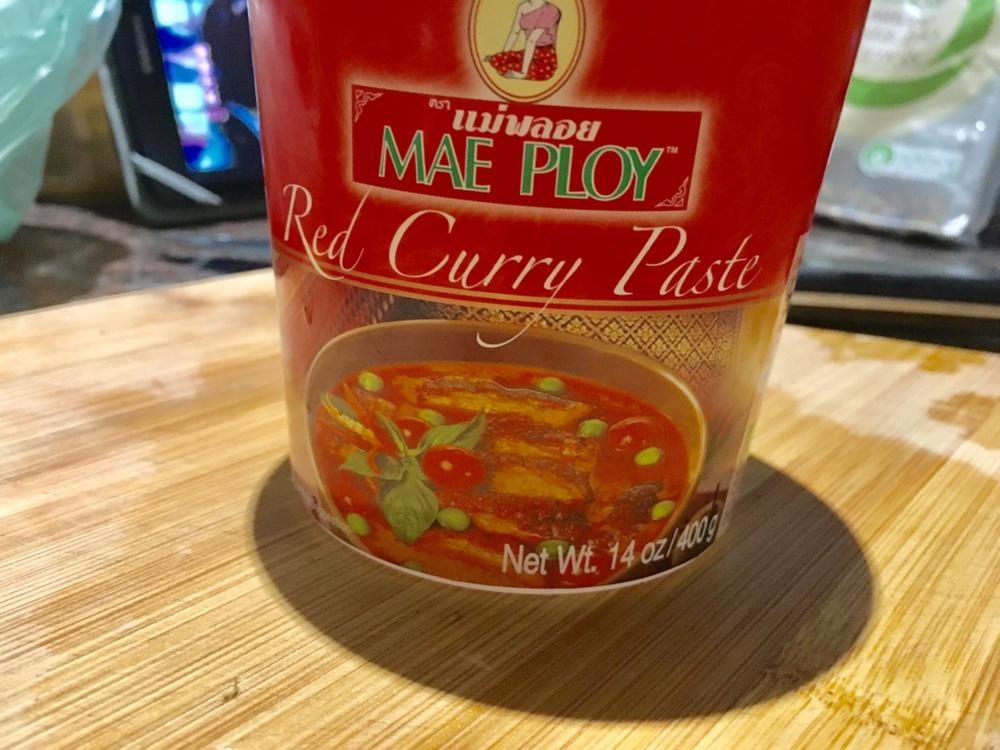 ตรา แม่พลอย
MAE PLOY™
Red Curry Paste
Net Wt. 14 oz/400g